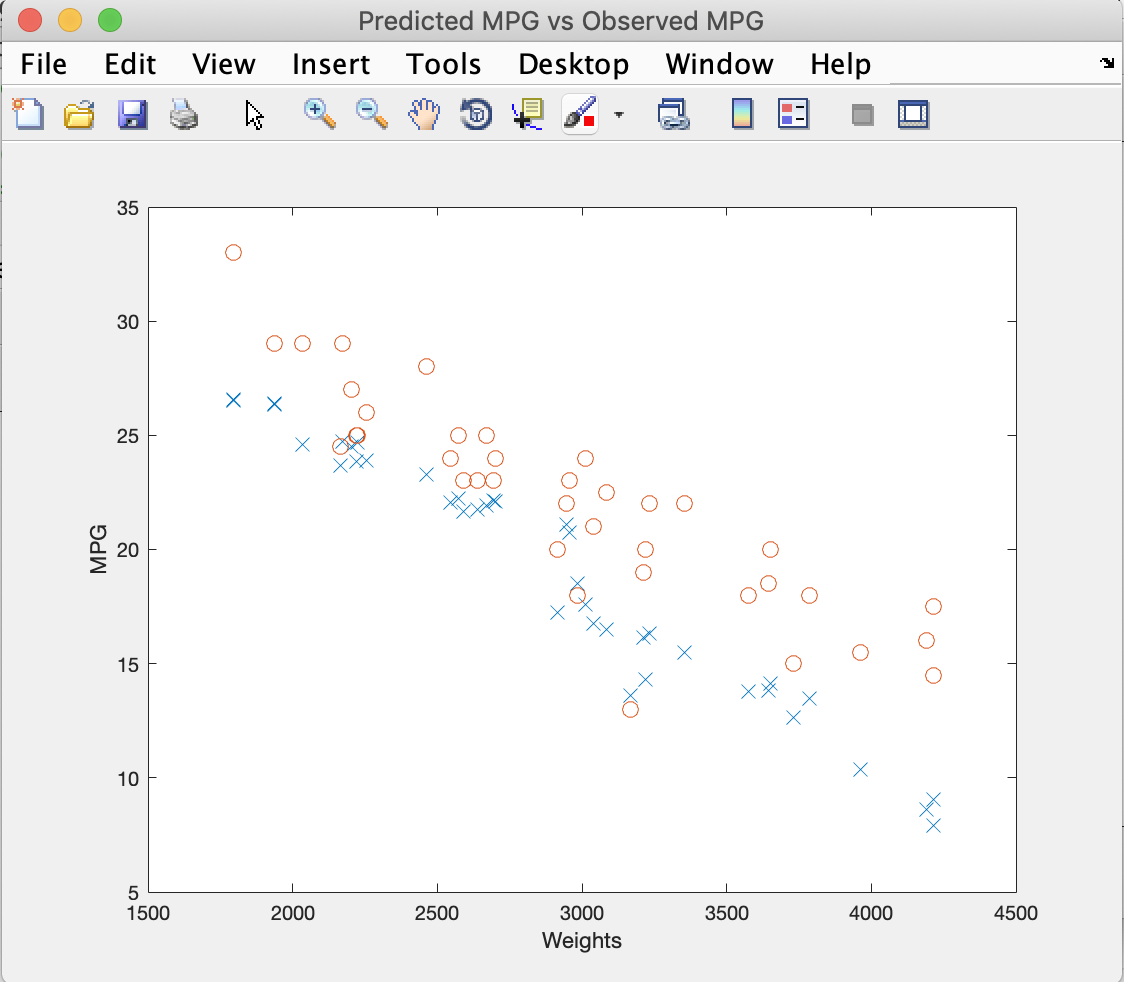 Predicted MPG vs Observed MPG
File Edit View Insert Tools Desktop Window Help
35
30
25
20
15
10
5
MPG
1500 2000 2500 3000 3500 4000 4500
Weights